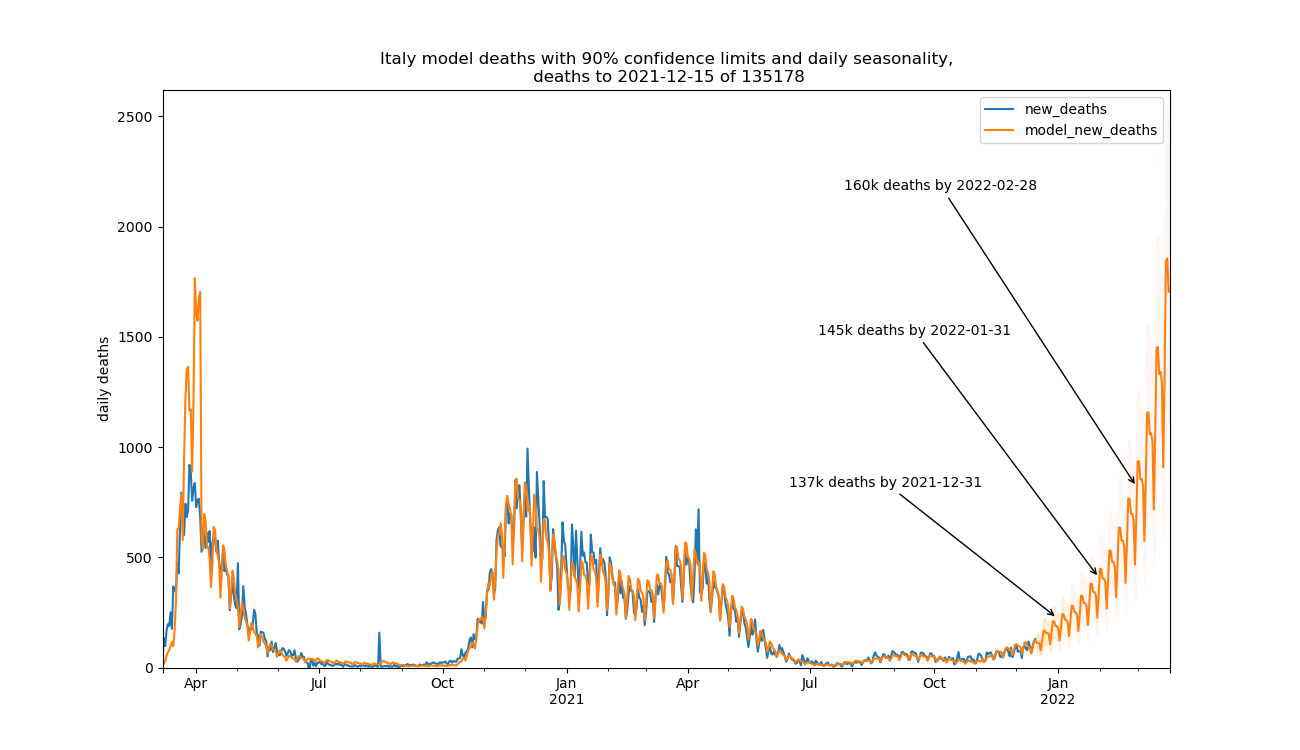 Italy model deaths with 90% confidence limits and daily seasonality,
deaths to 2021-12-15 of 135178
new_deaths
model_new_deaths
160k deaths by 2022-02-28
145k deaths by 2022-01-31
137k deaths by 2021-12-31
daily deaths
2500
2000
1500
1000
500
0
Apr Jul Oct Jan Apr Jul Oct Jan
2021 2022